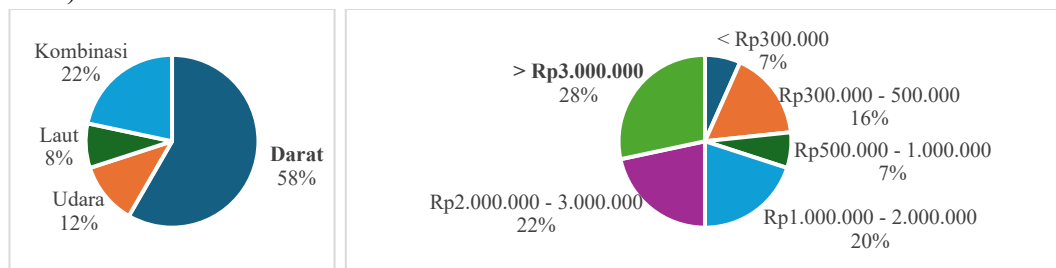 Kombinasi
22%
Laut
8%
Udara
12%
Darat
58%
< Rp300.000
7%
Rp300.000 - 500.000
16%
Rp500.000 - 1.000.000
7%
Rp1.000.000 - 2.000.000
20%
Rp2.000.000 - 3.000.000
22%
> Rp3.000.000
28%